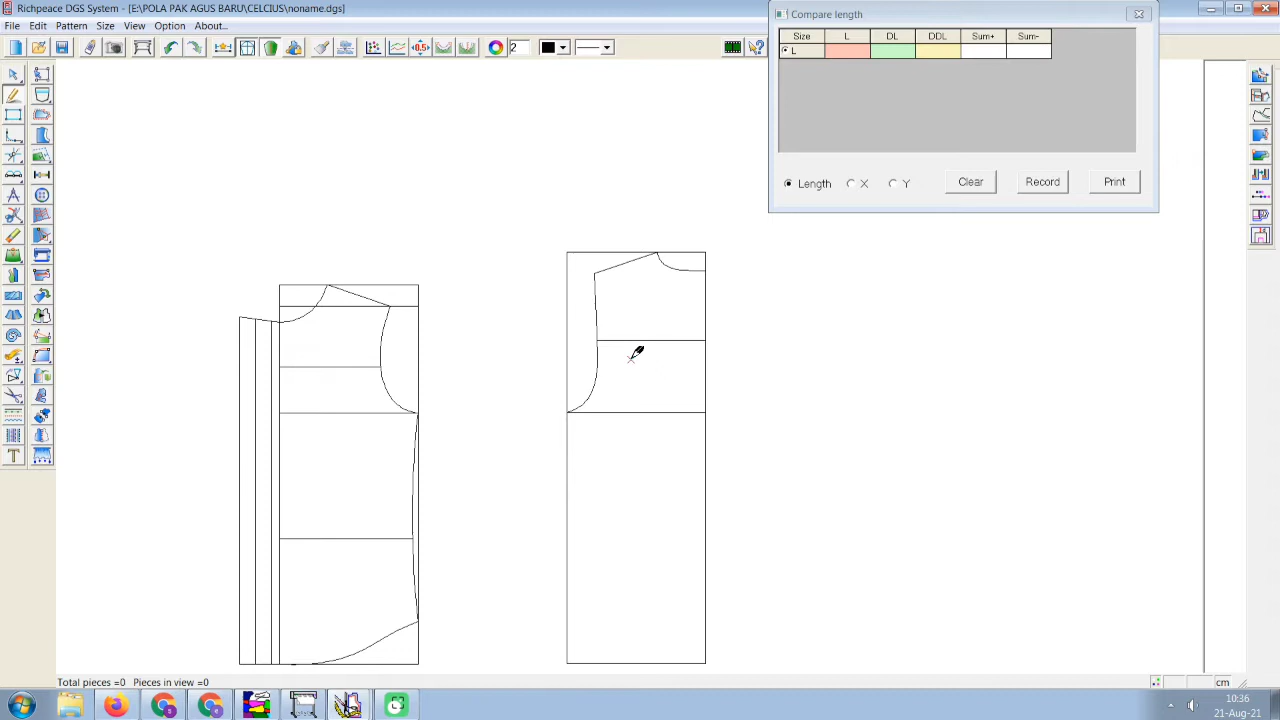 Richpeace DGS System - [E:\POLA PAK AGUS BARU\CELCIUS\noname.dgs]
File Edit Pattern Size View Option About...
2
Compare length
Size L DL DDL Sum+ Sum-
L
Length X Y Clear Record Print
Total pieces =0 Pieces in view =0
cm
10:36
21-Aug-21